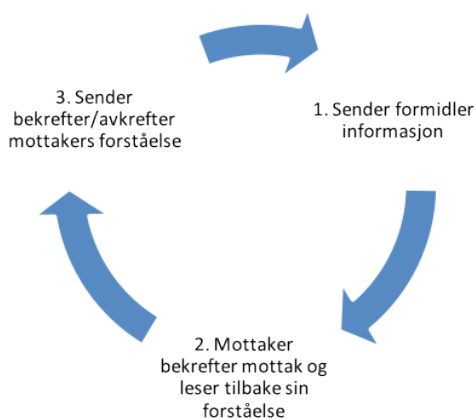 1. Sender formidler
informasjon
2. Mottaker
bekrefter mottak og
leser tilbake sin
forståelse
3. Sender
bekrefter/avkrefter
mottakers forståelse